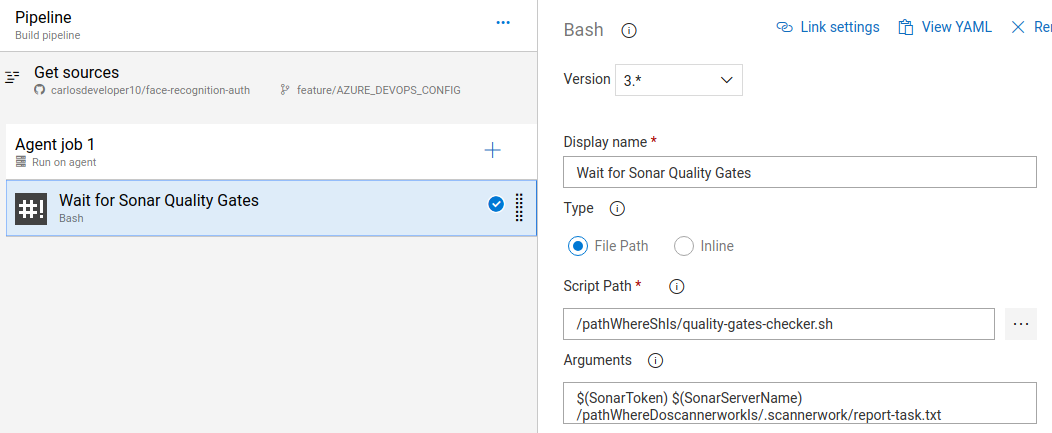 Pipeline
Build pipeline
Get sources
carlosdeveloper10/face-recognition-auth feature/AZURE_DEVOPS_CONFIG
Agent job 1
Run on agent
#!
Wait for Sonar Quality Gates
Bash
Bash
Link settings View YAML
Version 3.*
Display name *
Wait for Sonar Quality Gates
Type
File Path Inline
Script Path *
/pathWhereShIs/quality-gates-checker.sh
Arguments
$(SonarToken) $(SonarServerName)
/pathWhereDoscannerworkIs/.scannerwork/report-task.txt